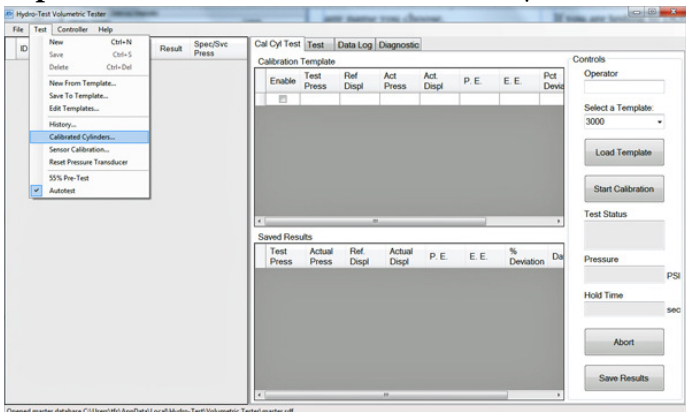 Hydro-Test Volumetric Tester
File Test Controller Help
ID
Result
Spec/Svc
Press
New Ctrl+N
Save Ctrl+S
Delete Ctrl+Del
New From Template...
Save To Template...
Edit Templates...
History...
Calibrated Cylinders...
Sensor Calibration...
Reset Pressure Transducer
55% Pre-Test
Autotest
Cal Cyl Test Test Data Log Diagnostic
Calibration Template
Enable Test Press Ref Displ Act Press Act. Displ P. E. E. E. Pct Devia
Saved Results
Test Press Actual Press Ref. Displ Actual Displ P. E. E. E. % Deviation Da
Controls
Operator
Select a Template:
3000
Load Template
Start Calibration
Test Status
Pressure
PSI
Hold Time
sec
Abort
Save Results